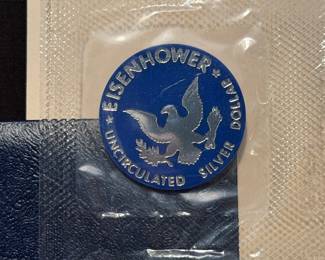 EISENHOWER
UNCIRCULATED SILVER DOLLAR